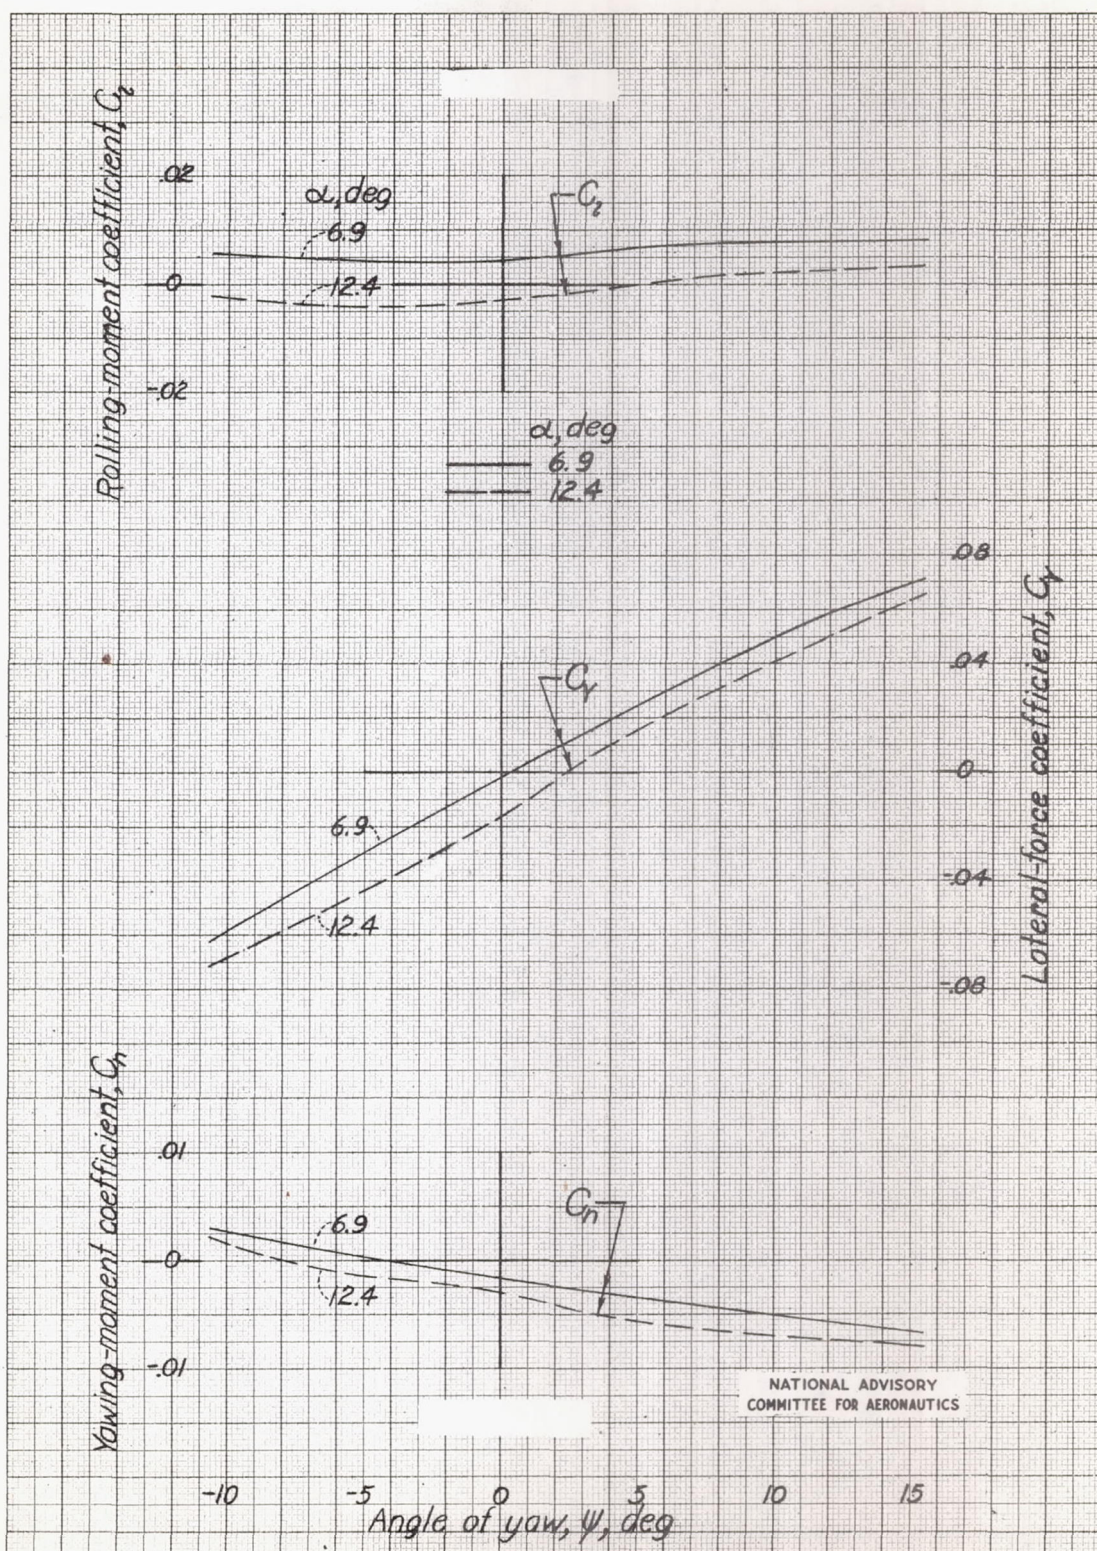 Rolling-moment coefficient, Cl
.02
0
-.02
α, deg
6.9
12.4
Cl
α, deg
6.9
12.4
Lateral-force coefficient, CY
.08
.04
0
-.04
-.08
CY
6.9
12.4
Yawing-moment coefficient, Cn
.01
0
-.01
6.9
12.4
Cn
NATIONAL ADVISORY
COMMITTEE FOR AERONAUTICS
-10 -5 0 5 10 15
Angle of yaw, ψ, deg